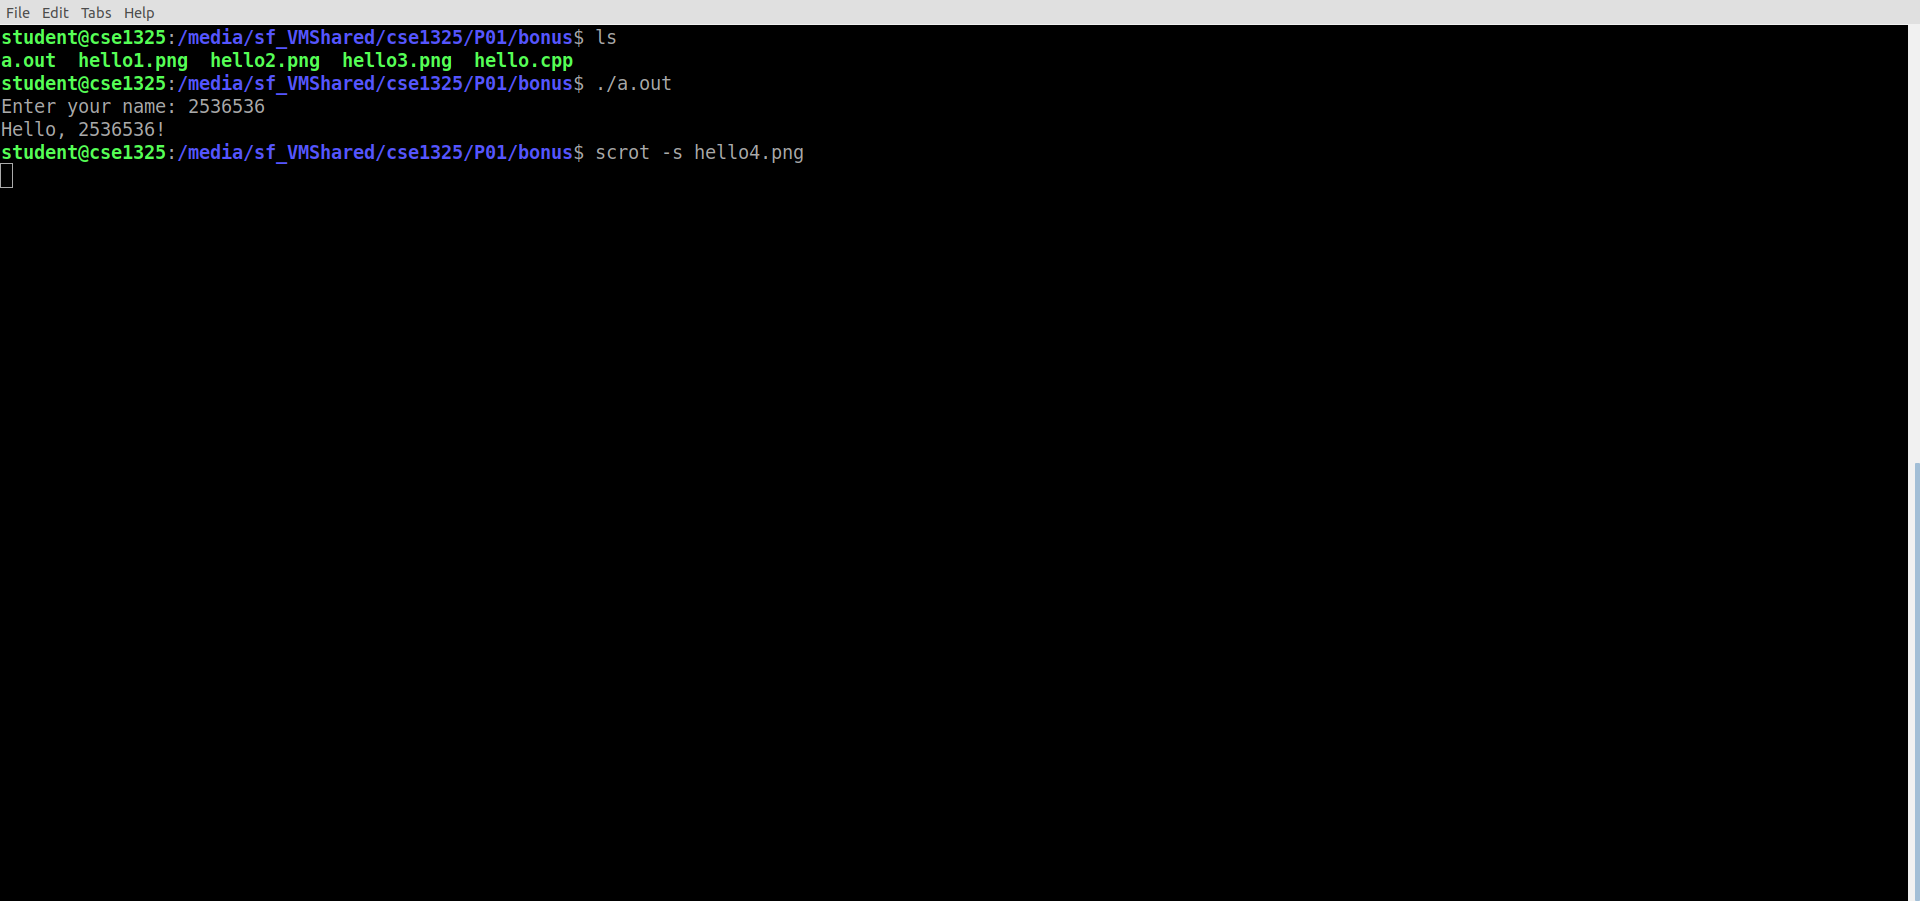 File Edit Tabs Help
student@cse1325:/media/sf_VMShared/cse1325/P01/bonus$ ls
a.out  hello1.png  hello2.png  hello3.png  hello.cpp
student@cse1325:/media/sf_VMShared/cse1325/P01/bonus$ ./a.out
Enter your name: 2536536
Hello, 2536536!
student@cse1325:/media/sf_VMShared/cse1325/P01/bonus$ scrot -s hello4.png